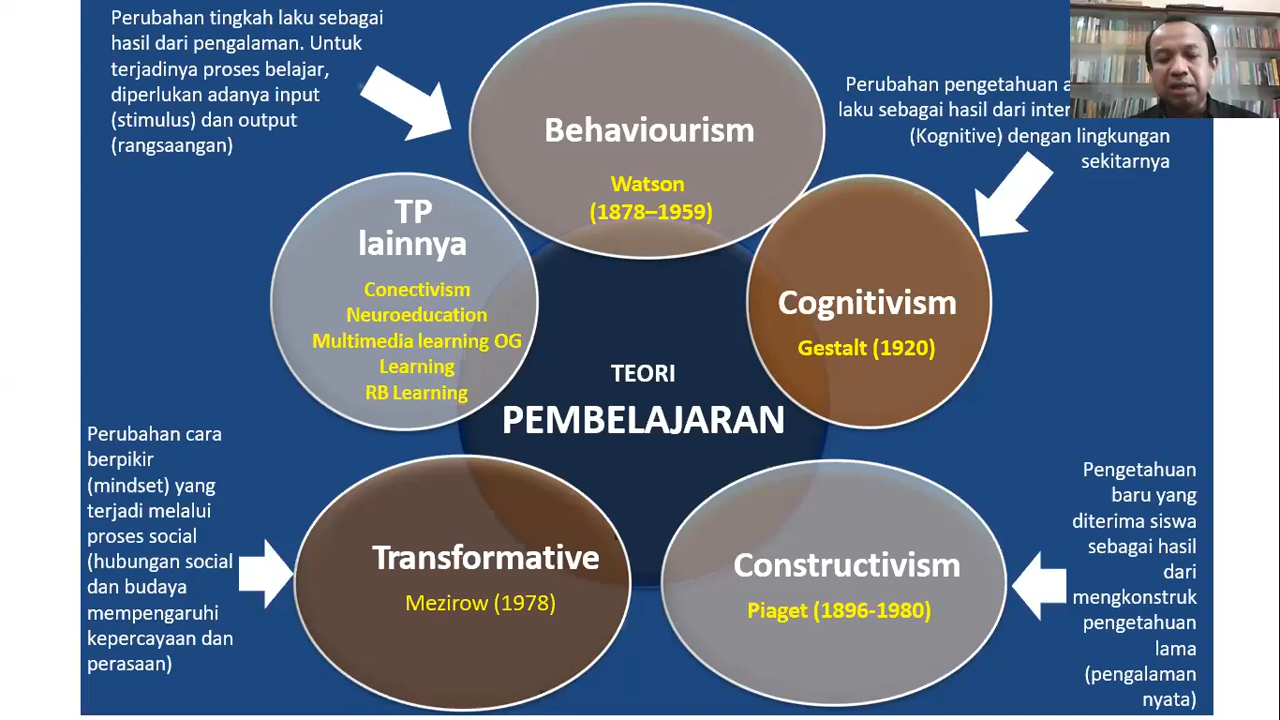 Perubahan tingkah laku sebagai
hasil dari pengalaman. Untuk
terjadinya proses belajar,
diperlukan adanya input
(stimulus) dan output
(rangsaangan)
Behaviourism
Watson
(1878–1959)
Perubahan pengetahuan
laku sebagai hasil dari
(Kognitive) dengan lingkungan
sekitarnya
TP
lainnya
Conectivism
Neuroeducation
Multimedia learning OG
Learning
RB Learning
Cognitivism
Gestalt (1920)
TEORI
PEMBELAJARAN
Perubahan cara
berpikir
(mindset) yang
terjadi melalui
proses social
(hubungan social
dan budaya
mempengaruhi
kepercayaan dan
perasaan)
Transformative
Mezirow (1978)
Constructivism
Piaget (1896-1980)
Pengetahuan
baru yang
diterima siswa
sebagai hasil
dari
mengkonstruk
pengetahuan
lama
(pengalaman
nyata)